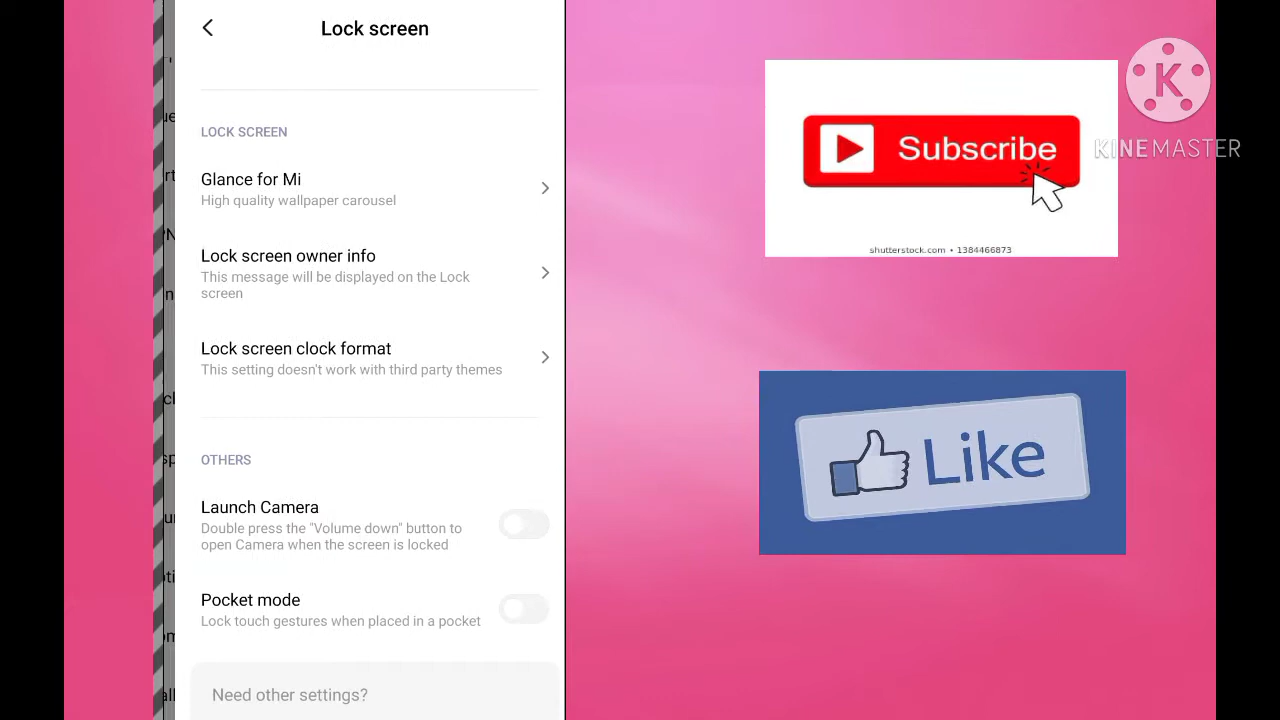 Lock screen
LOCK SCREEN
Glance for Mi
High quality wallpaper carousel
Lock screen owner info
This message will be displayed on the Lock
screen
Lock screen clock format
This setting doesn't work with third party themes
OTHERS
Launch Camera
Double press the "Volume down" button to
open Camera when the screen is locked
Pocket mode
Lock touch gestures when placed in a pocket
Need other settings?
Subscribe
shutterstock.com • 1384466873
K
KINEMASTER
Like